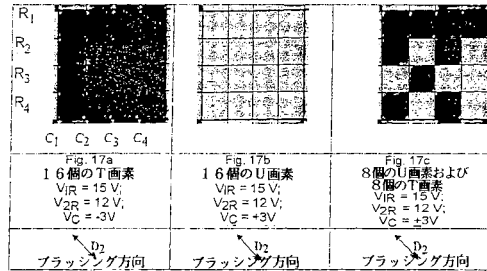 R1
R2
R3
R4
C1 C2 C3 C4
Fig. 17a
16個のT画素
V1R = 15 V;
V2R = 12 V;
VC = -3V
Fig. 17b
16個のU画素
V1R = 15 V;
V2R = 12 V;
VC = +3V
Fig. 17c
8個のU画素および
8個のT画素
V1R = 15 V;
V2R = 12 V;
VC = ±3V
D2
ブラッシング方向
D2
ブラッシング方向
D2
ブラッシング方向